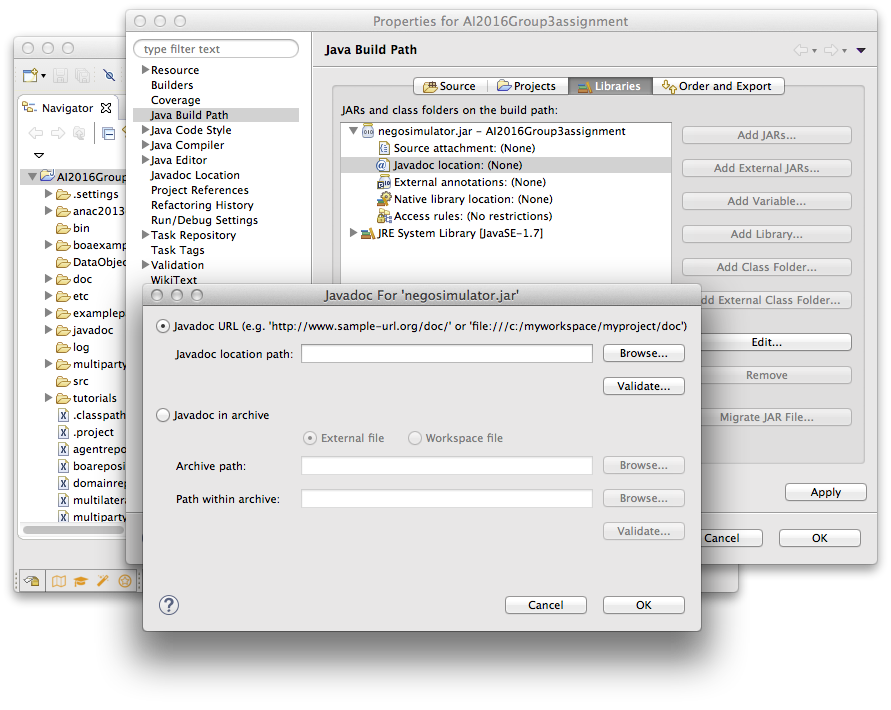 Properties for AI2016Group3assignment
type filter text
Java Build Path
Resource
Builders
Coverage
Java Build Path
Java Code Style
Java Compiler
Java Editor
Javadoc Location
Project References
Refactoring History
Run/Debug Settings
Task Repository
Task Tags
Validation
WikiText
Source
Projects
Libraries
Order and Export
JARs and class folders on the build path:
negosimulator.jar – AI2016Group3assignment
Source attachment: (None)
Javadoc location: (None)
External annotations: (None)
Native library location: (None)
Access rules: (No restrictions)
JRE System Library [JavaSE-1.7]
Add JARs...
Add External JARs...
Add Variable...
Add Library...
Add Class Folder...
dd External Class Folder...
Edit...
Remove
Migrate JAR File...
Apply
Cancel
OK
Navigator
AI2016Group
.settings
anac2013
bin
boaexamp
DataObjec
doc
etc
examplep
javadoc
log
multiparty
src
tutorials
.classpath
.project
agentrepo
boareposi
domainrep
multilatera
multiparty
Javadoc For 'negosimulator.jar'
Javadoc URL (e.g. 'http://www.sample-url.org/doc/' or 'file:///c:/myworkspace/myproject/doc')
Javadoc location path:
Browse...
Validate...
Javadoc in archive
External file
Workspace file
Archive path:
Browse...
Path within archive:
Browse...
Validate...
?
Cancel
OK